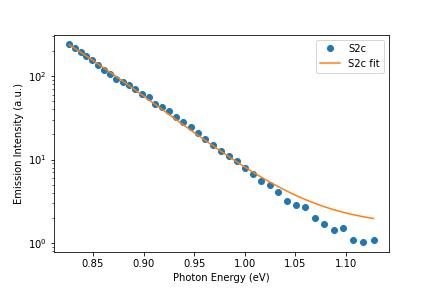 S2c
S2c fit
Emission Intensity (a.u.)
10²
10¹
10⁰
0.85 0.90 0.95 1.00 1.05 1.10
Photon Energy (eV)